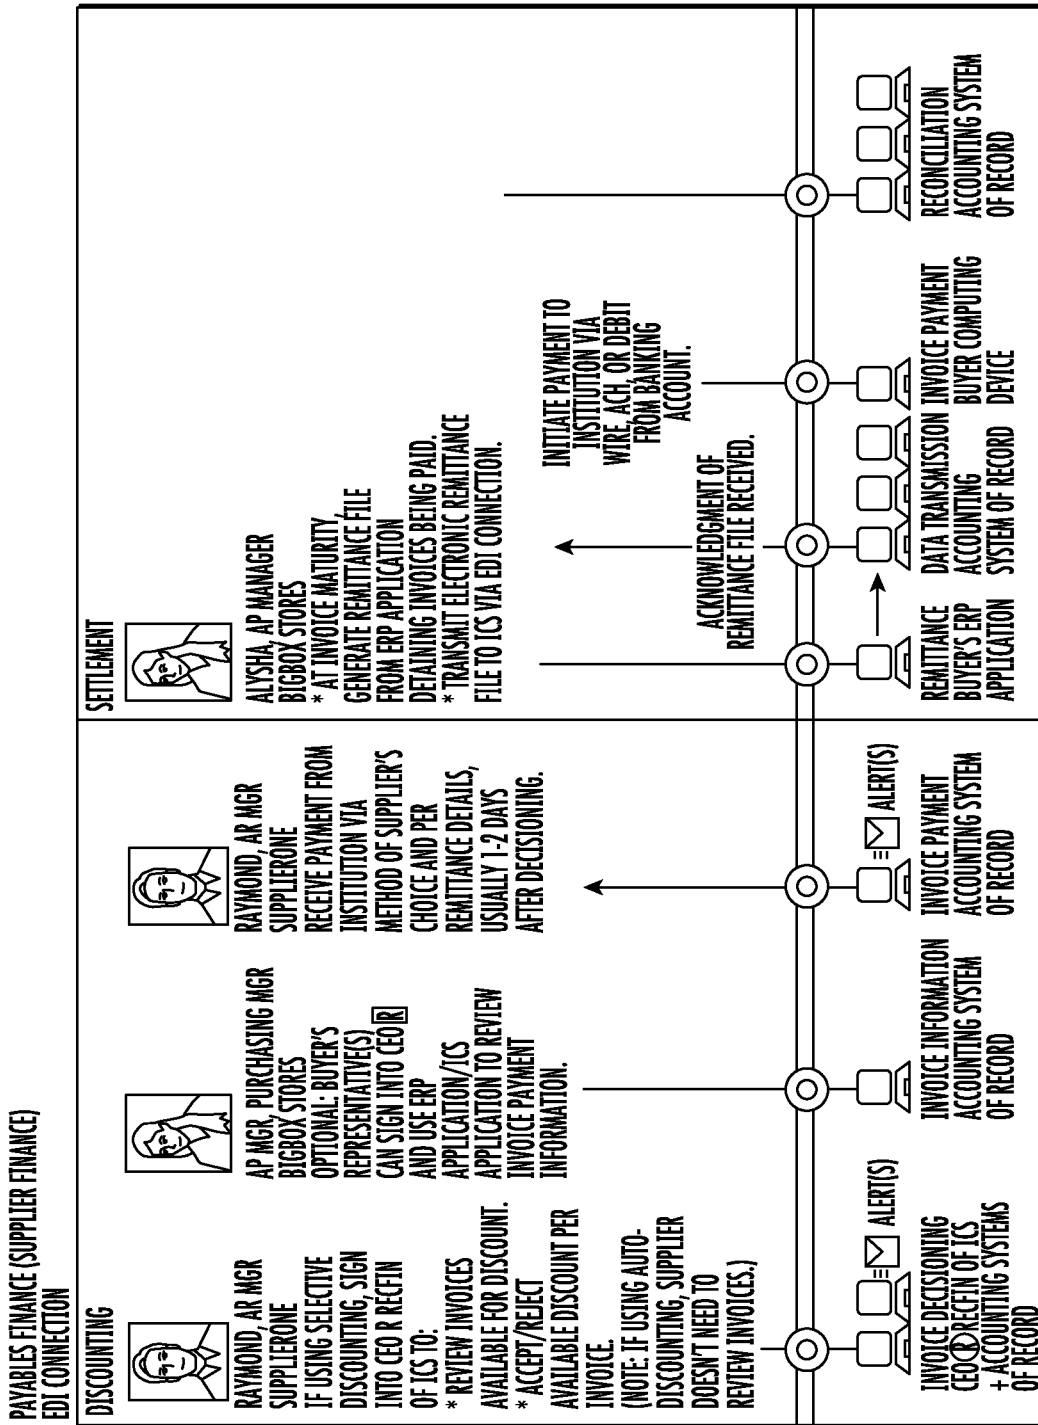 PAYABLES FINANCE (SUPPLIER FINANCE)
EDI CONNECTION
DISCOUNTING
RAYMOND, AR MGR
SUPPLIERONE
IF USING SELECTIVE
DISCOUNTING, SIGN
INTO CEO R RECFIN
OF ICS TO:
* REVIEW INVOICES
AVAILABLE FOR DISCOUNT.
* ACCEPT/REJECT
AVAILABLE DISCOUNT PER
INVOICE.
(NOTE: IF USING AUTO-
DISCOUNTING, SUPPLIER
DOESN'T NEED TO
REVIEW INVOICES.)
ALERT(S)
INVOICE DECISIONING
CEO R RECFIN OF ICS
+ ACCOUNTING SYSTEMS
OF RECORD
AP MGR, PURCHASING MGR
BIGBOX STORES
OPTIONAL: BUYER'S
REPRESENTATIVE(S)
CAN SIGN INTO CEO R
AND USE ERP
APPLICATION/ICS
APPLICATION TO REVIEW
INVOICE PAYMENT
INFORMATION.
INVOICE INFORMATION
ACCOUNTING SYSTEM
OF RECORD
RAYMOND, AR MGR
SUPPLIERONE
RECEIVE PAYMENT FROM
INSTITUTION VIA
METHOD OF SUPPLIER'S
CHOICE AND PER
REMITTANCE DETAILS,
USUALLY 1-2 DAYS
AFTER DECISIONING.
ALERT(S)
INVOICE PAYMENT
ACCOUNTING SYSTEM
OF RECORD
SETTLEMENT
ALYSHA, AP MANAGER
BIGBOX STORES
* AT INVOICE MATURITY,
GENERATE REMITTANCE FILE
FROM ERP APPLICATION
DETAINING INVOICES BEING PAID.
* TRANSMIT ELECTRONIC REMITTANCE
FILE TO ICS VIA EDI CONNECTION.
REMITTANCE
BUYER'S ERP
APPLICATION
ACKNOWLEDGMENT OF
REMITTANCE FILE RECEIVED.
DATA TRANSMISSION
ACCOUNTING
SYSTEM OF RECORD
INITIATE PAYMENT TO
INSTITUTION VIA
WIRE, ACH, OR DEBIT
FROM BANKING
ACCOUNT.
INVOICE PAYMENT
BUYER COMPUTING
DEVICE
RECONCILIATION
ACCOUNTING SYSTEM
OF RECORD